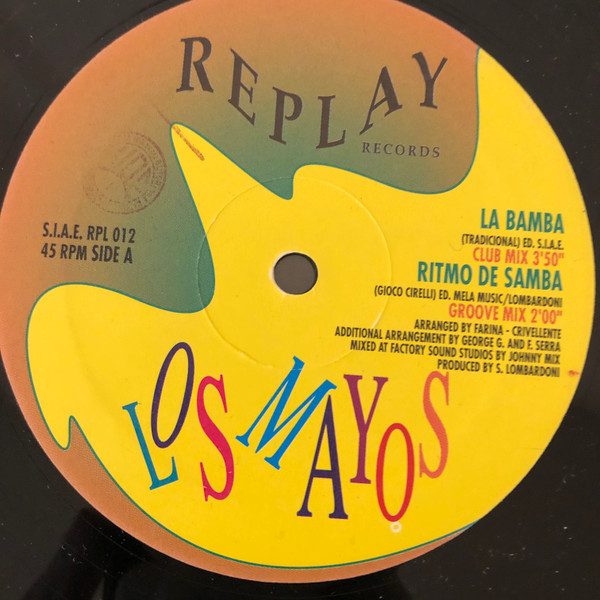 REPLAY
RECORDS
S.I.A.E. RPL 012
45 RPM SIDE A
LA BAMBA
(TRADICIONAL) ED. S.I.A.E.
CLUB MIX 3'50"
RITMO DE SAMBA
(GIOCO CIRELLI) ED. MELA MUSIC/LOMBARDONI
GROOVE MIX 2'00"
ARRANGED BY FARINA - CRIVELLENTE
ADDITIONAL ARRANGEMENT BY GEORGE G. AND F. SERRA
MIXED AT FACTORY SOUND STUDIOS BY JOHNNY MIX
PRODUCED BY S. LOMBARDONI
LOS MAYOS